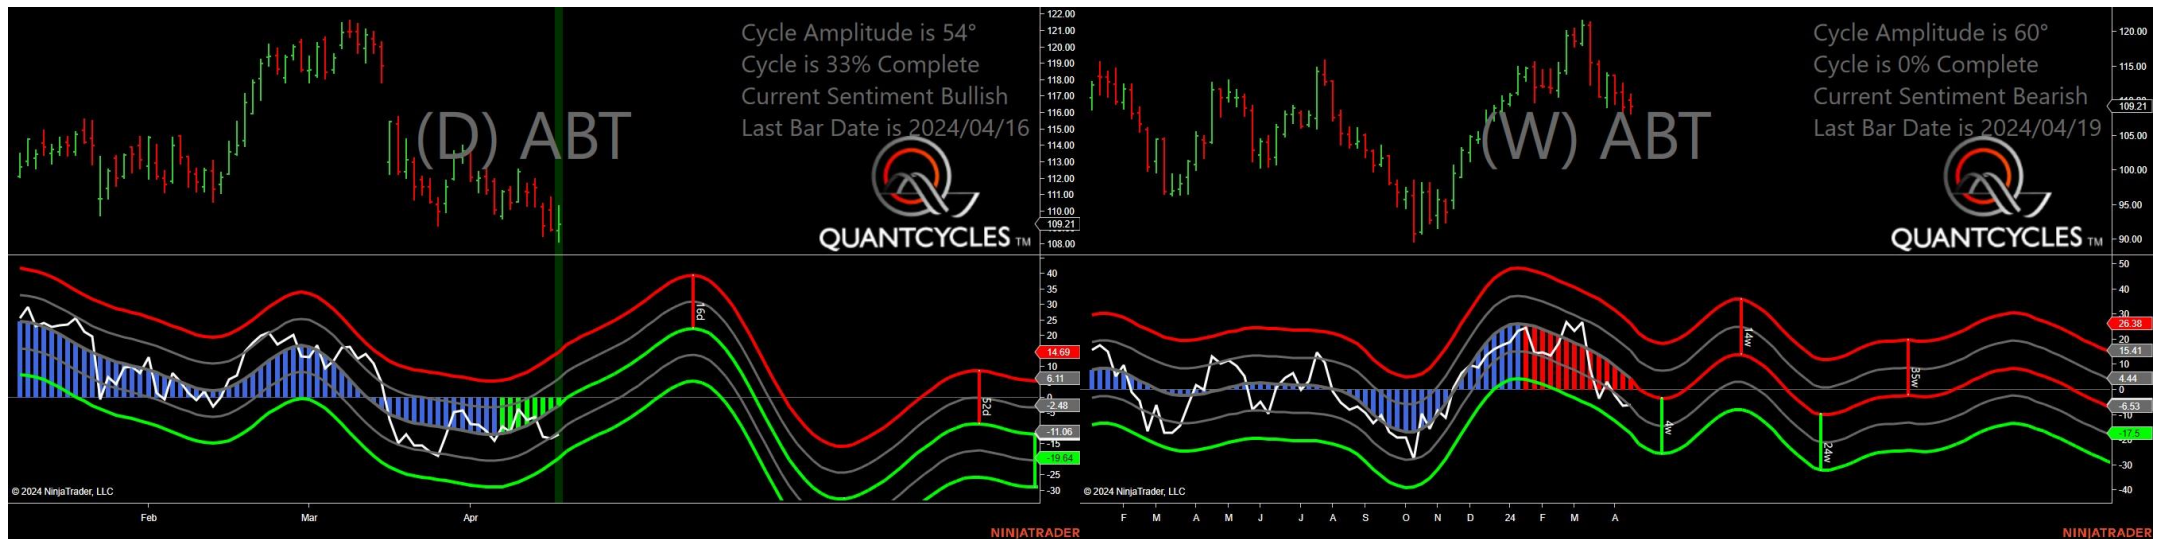 Cycle Amplitude is 54°
Cycle is 33% Complete
Current Sentiment Bullish
Last Bar Date is 2024/04/16
(D) ABT
QUANTCYCLES TM
122.00
121.00
120.00
119.00
118.00
117.00
116.00
115.00
114.00
113.00
112.00
111.00
110.00
109.21
108.00
16d
52d
40
35
30
25
20
14.69
10
6.11
0
-2.48
-11.06
-15
-19.64
-25
-30
© 2024 NinjaTrader, LLC
Feb Mar Apr
NINJATRADER
Cycle Amplitude is 60°
Cycle is 0% Complete
Current Sentiment Bearish
Last Bar Date is 2024/04/19
(W) ABT
QUANTCYCLES TM
120.00
115.00
109.21
105.00
100.00
95.00
90.00
4w
14w
24w
35w
50
40
30
26.38
20
15.41
10
4.44
0
-6.53
-10
-17.5
-30
-40
© 2024 NinjaTrader, LLC
F M A M J J A S O N D 24 F M A
NINJATRADER